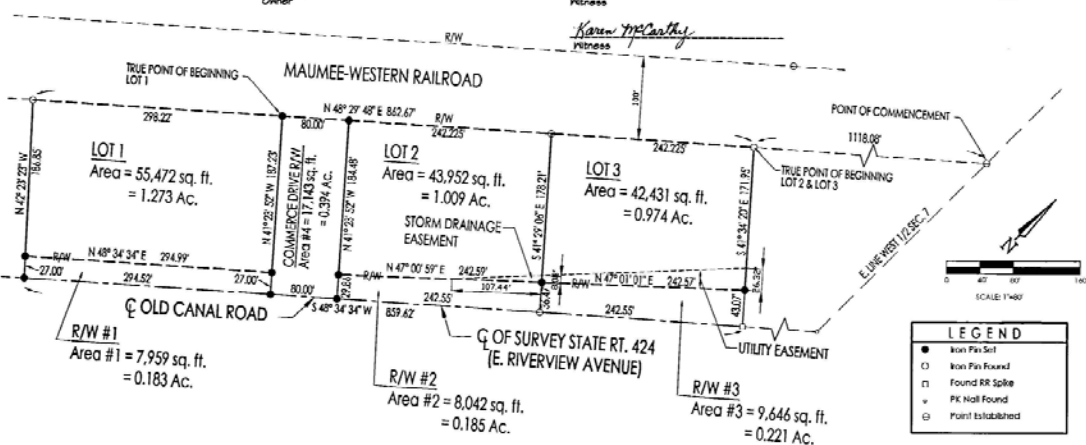 Owner
Witness
Karen McCarthy
Witness
R/W
MAUMEE-WESTERN RAILROAD
TRUE POINT OF BEGINNING
LOT 1
100'
POINT OF COMMENCEMENT
298.22'
80.00'
N 48° 29' 48" E 862.67'
R/W
242.225'
242.225'
1118.08'
TRUE POINT OF BEGINNING
LOT 2 & LOT 3
N 42° 23' 23" W
186.85'
LOT 1
Area = 55,472 sq. ft.
= 1.273 Ac.
N 41° 23' 52" W 187.23'
COMMERCE DRIVE R/W
Area #4 = 17,143 sq. ft.
= 0.394 Ac.
N 41° 23' 52" W 184.48'
LOT 2
Area = 43,952 sq. ft.
= 1.009 Ac.
STORM DRAINAGE
EASEMENT
S 41° 29' 06" E 178.21'
LOT 3
Area = 42,431 sq. ft.
= 0.974 Ac.
S 41° 34' 20" E 171.95'
E. LINE WEST 1/2 SEC. 7
N
R/W
N 48° 34' 34" E 294.99'
27.00'
294.52'
27.00'
80.00'
29.86'
R/W
N 47° 00' 59" E 242.59'
107.44'
R/W
N 47° 01' 01" E 242.57'
242.55'
242.55'
43.07'
℄ OLD CANAL ROAD
S 48° 34' 34" W 859.62'
℄ OF SURVEY STATE RT. 424
(E. RIVERVIEW AVENUE)
UTILITY EASEMENT
R/W #1
Area #1 = 7,959 sq. ft.
= 0.183 Ac.
R/W #2
Area #2 = 8,042 sq. ft.
= 0.185 Ac.
R/W #3
Area #3 = 9,646 sq. ft.
= 0.221 Ac.
0 40 80 160
SCALE: 1"=80'
LEGEND
Iron Pin Set
Iron Pin Found
Found RR Spike
PK Nail Found
Point Established